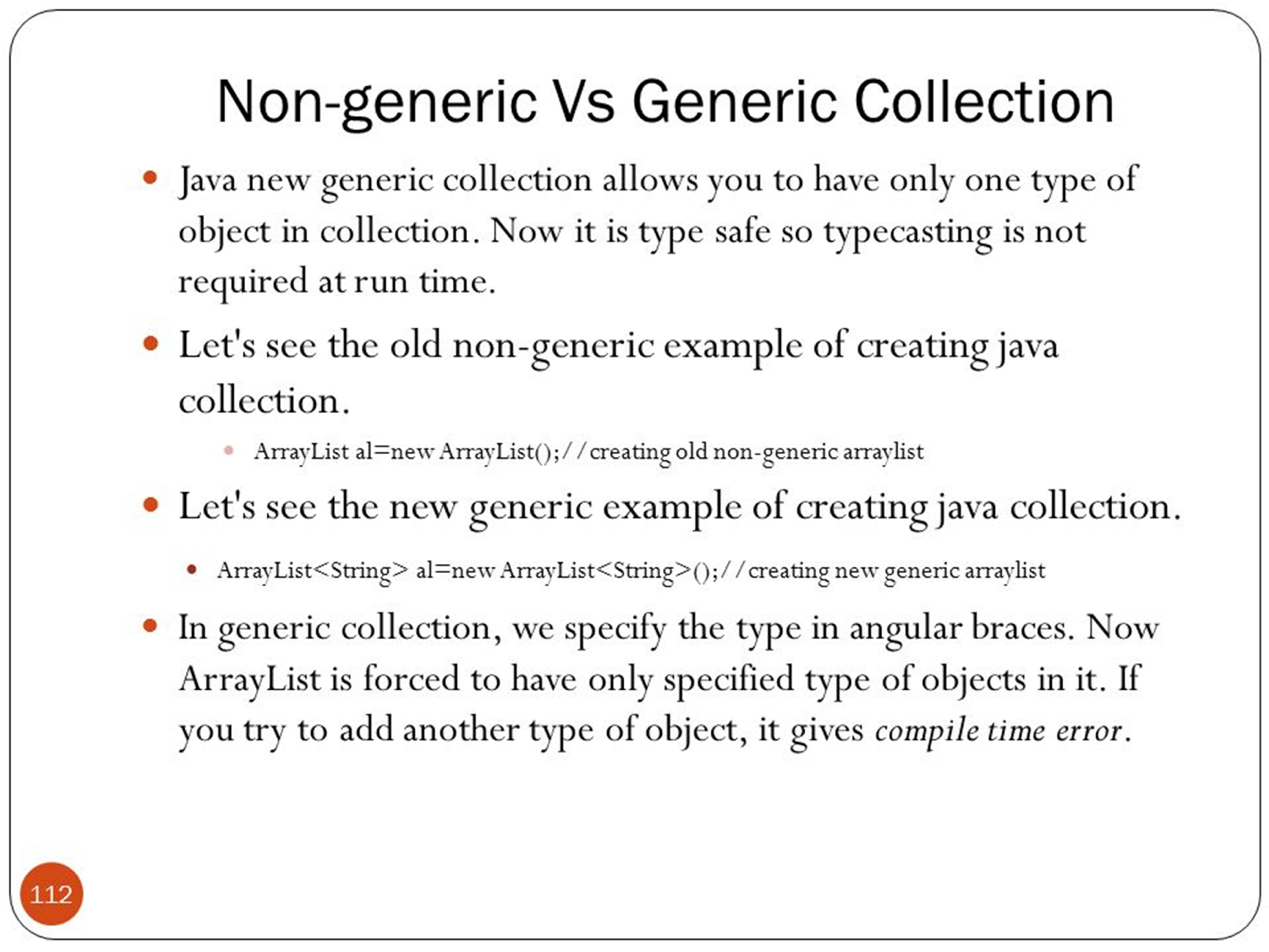 Non-generic Vs Generic Collection
Java new generic collection allows you to have only one type of
object in collection. Now it is type safe so typecasting is not
required at run time.
Let's see the old non-generic example of creating java
collection.
ArrayList al=new ArrayList();//creating old non-generic arraylist
Let's see the new generic example of creating java collection.
ArrayList<String> al=new ArrayList<String>();//creating new generic arraylist
In generic collection, we specify the type in angular braces. Now
ArrayList is forced to have only specified type of objects in it. If
you try to add another type of object, it gives compile time error.
112